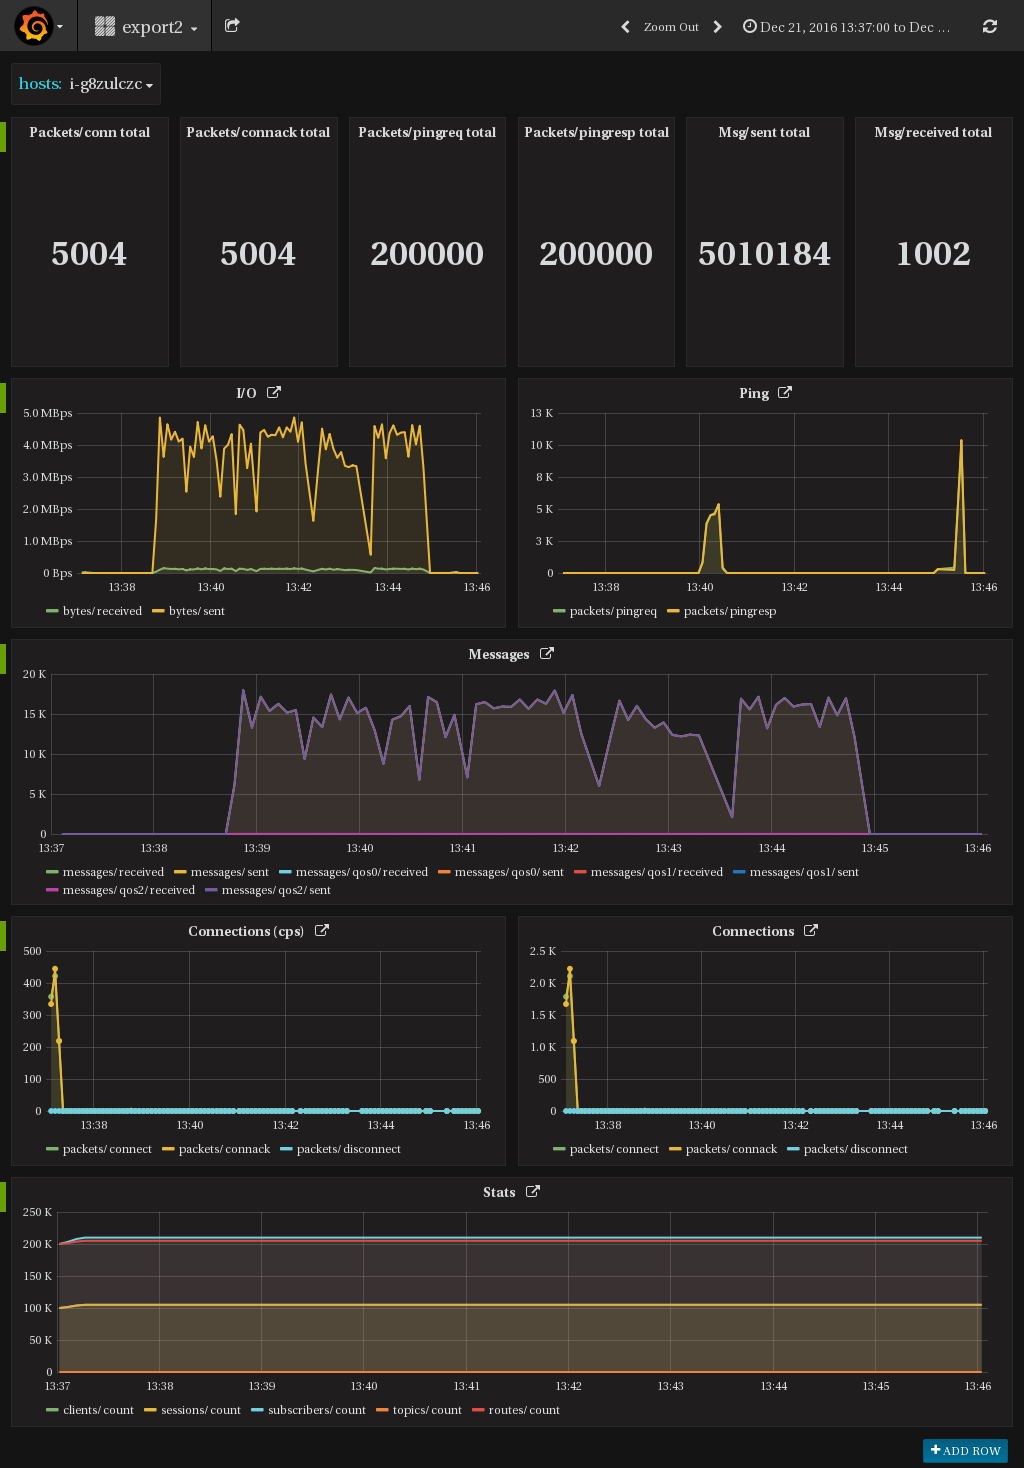 export2
Zoom Out
Dec 21, 2016 13:37:00 to Dec ...
hosts: i-g8zulczc
Packets/conn total Packets/connack total Packets/pingreq total Packets/pingresp total Msg/sent total Msg/received total
5004 5004 200000 200000 5010184 1002
I/O
5.0 MBps
4.0 MBps
3.0 MBps
2.0 MBps
1.0 MBps
0 Bps
13:38 13:40 13:42 13:44 13:46
bytes/received bytes/sent
Ping
13 K
10 K
8 K
5 K
3 K
0
13:38 13:40 13:42 13:44 13:46
packets/pingreq packets/pingresp
Messages
20 K
15 K
10 K
5 K
0
13:37 13:38 13:39 13:40 13:41 13:42 13:43 13:44 13:45 13:46
messages/received messages/sent messages/qos0/received messages/qos0/sent messages/qos1/received messages/qos1/sent
messages/qos2/received messages/qos2/sent
Connections (cps)
500
400
300
200
100
0
13:38 13:40 13:42 13:44 13:46
packets/connect packets/connack packets/disconnect
Connections
2.5 K
2.0 K
1.5 K
1.0 K
500
0
13:38 13:40 13:42 13:44 13:46
packets/connect packets/connack packets/disconnect
Stats
250 K
200 K
150 K
100 K
50 K
0
13:37 13:38 13:39 13:40 13:41 13:42 13:43 13:44 13:45 13:46
clients/count sessions/count subscribers/count topics/count routes/count
ADD ROW